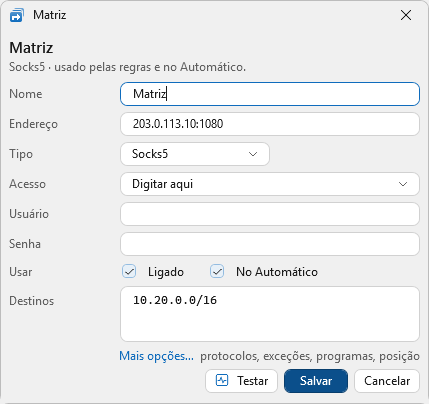 Matriz
Matriz
Socks5 · usado pelas regras e no Automático.
Nome Matriz
Endereço 203.0.113.10:1080
Tipo Socks5
Acesso Digitar aqui
Usuário
Senha
Usar Ligado No Automático
Destinos 10.20.0.0/16
Mais opções... protocolos, exceções, programas, posição
Testar Salvar Cancelar